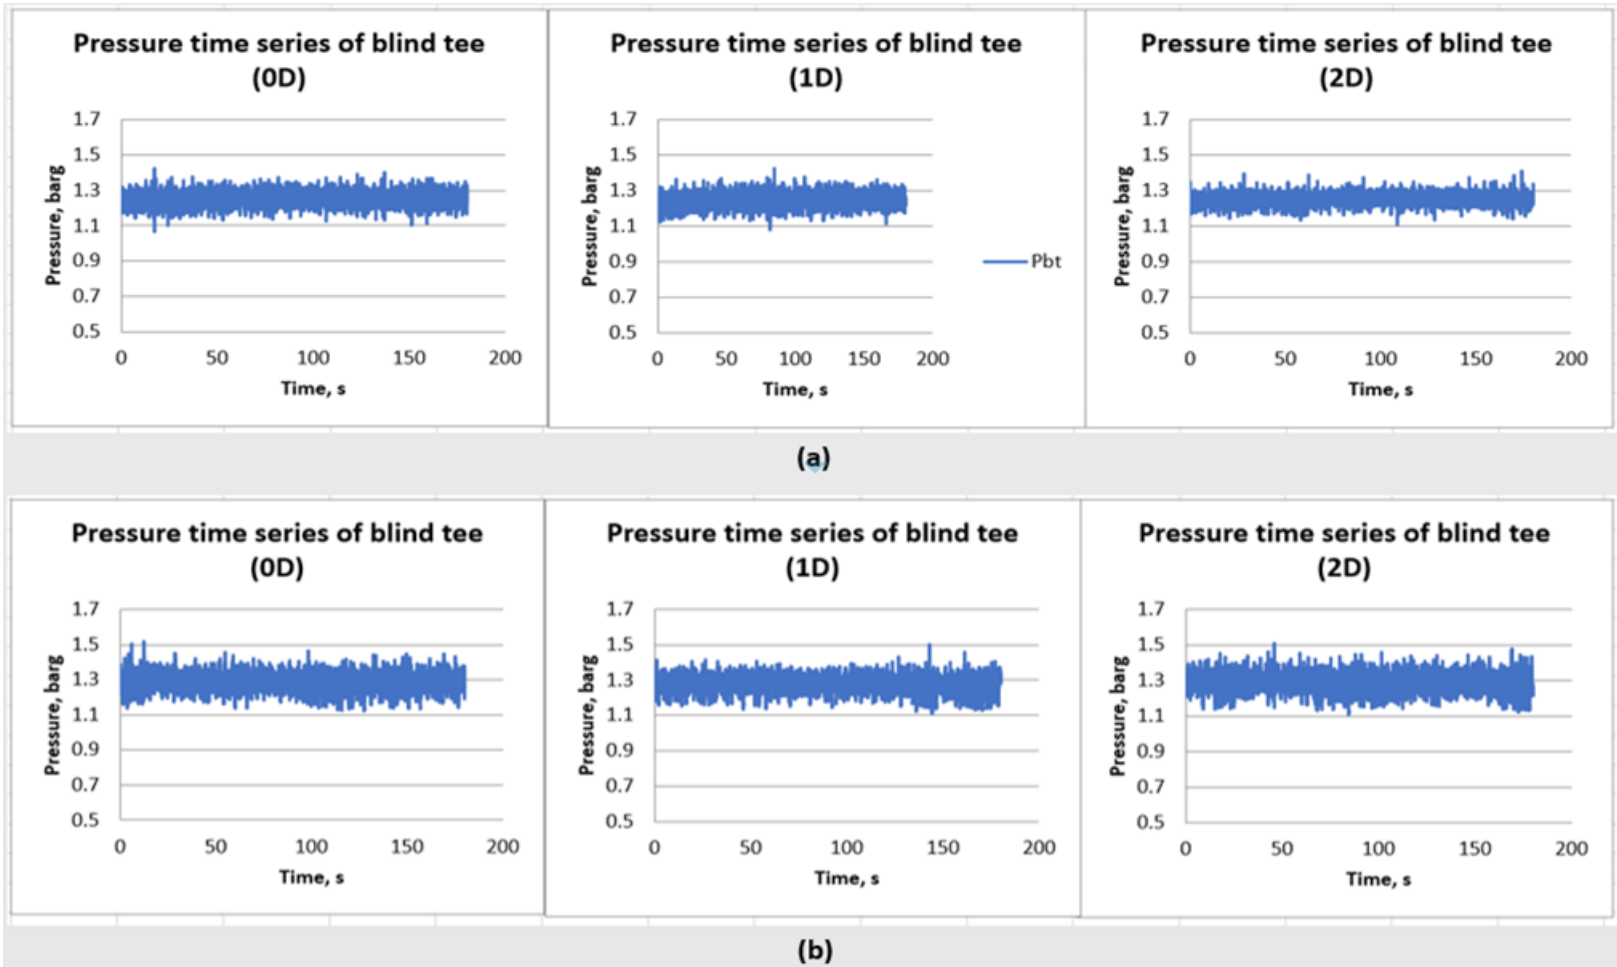 Pressure time series of blind tee
(0D)
1.7
1.5
1.3
1.1
0.9
0.7
0.5
Pressure, barg
0 50 100 150 200
Time, s
Pressure time series of blind tee
(1D)
1.7
1.5
1.3
1.1
0.9
0.7
0.5
Pressure, barg
0 50 100 150 200
Time, s
Pbt
Pressure time series of blind tee
(2D)
1.7
1.5
1.3
1.1
0.9
0.7
0.5
Pressure, barg
0 50 100 150 200
Time, s
(a)
Pressure time series of blind tee
(0D)
1.7
1.5
1.3
1.1
0.9
0.7
0.5
Pressure, barg
0 50 100 150 200
Time, s
Pressure time series of blind tee
(1D)
1.7
1.5
1.3
1.1
0.9
0.7
0.5
Pressure, barg
0 50 100 150 200
Time, s
Pressure time series of blind tee
(2D)
1.7
1.5
1.3
1.1
0.9
0.7
0.5
Pressure, barg
0 50 100 150 200
Time, s
(b)